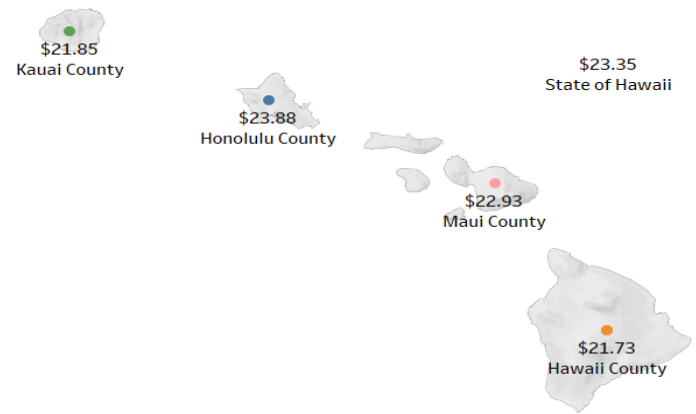 $21.85
Kauai County
$23.35
State of Hawaii
$23.88
Honolulu County
$22.93
Maui County
$21.73
Hawaii County